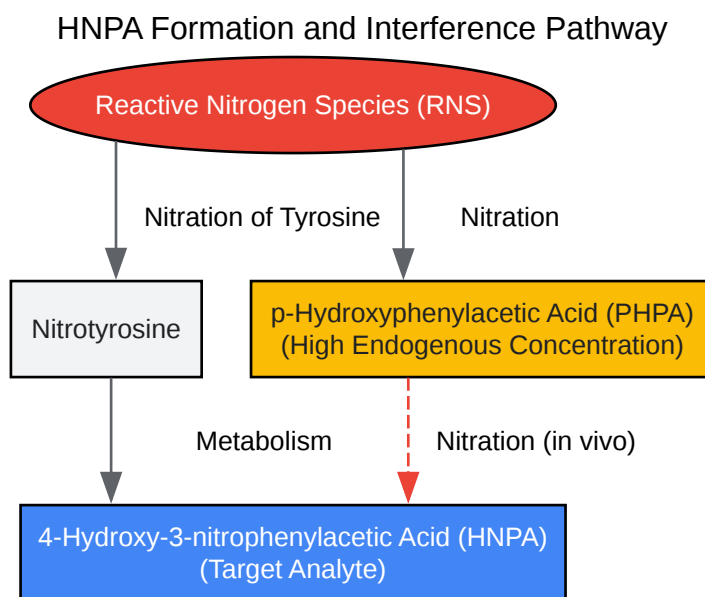 HNPA Formation and Interference Pathway
Reactive Nitrogen Species (RNS)
Nitration of Tyrosine
Nitration
Nitrotyrosine
p-Hydroxyphenylacetic Acid (PHPA)
(High Endogenous Concentration)
Metabolism
Nitration (in vivo)
4-Hydroxy-3-nitrophenylacetic Acid (HNPA)
(Target Analyte)